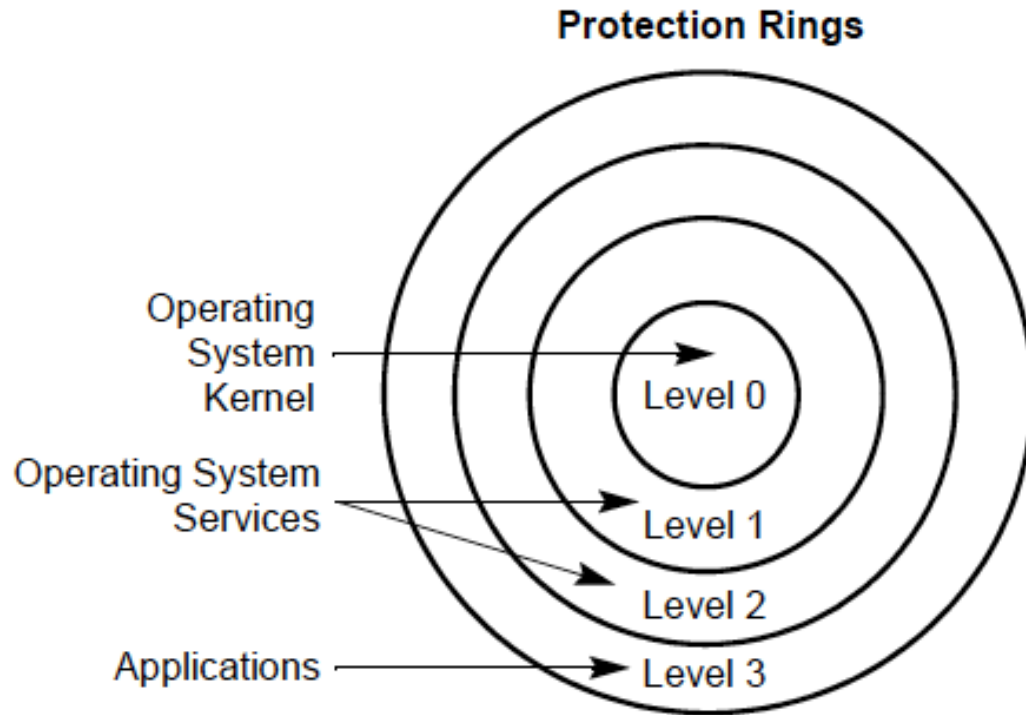 Protection Rings
Operating
System
Kernel
Level 0
Operating System
Services
Level 1
Level 2
Applications
Level 3